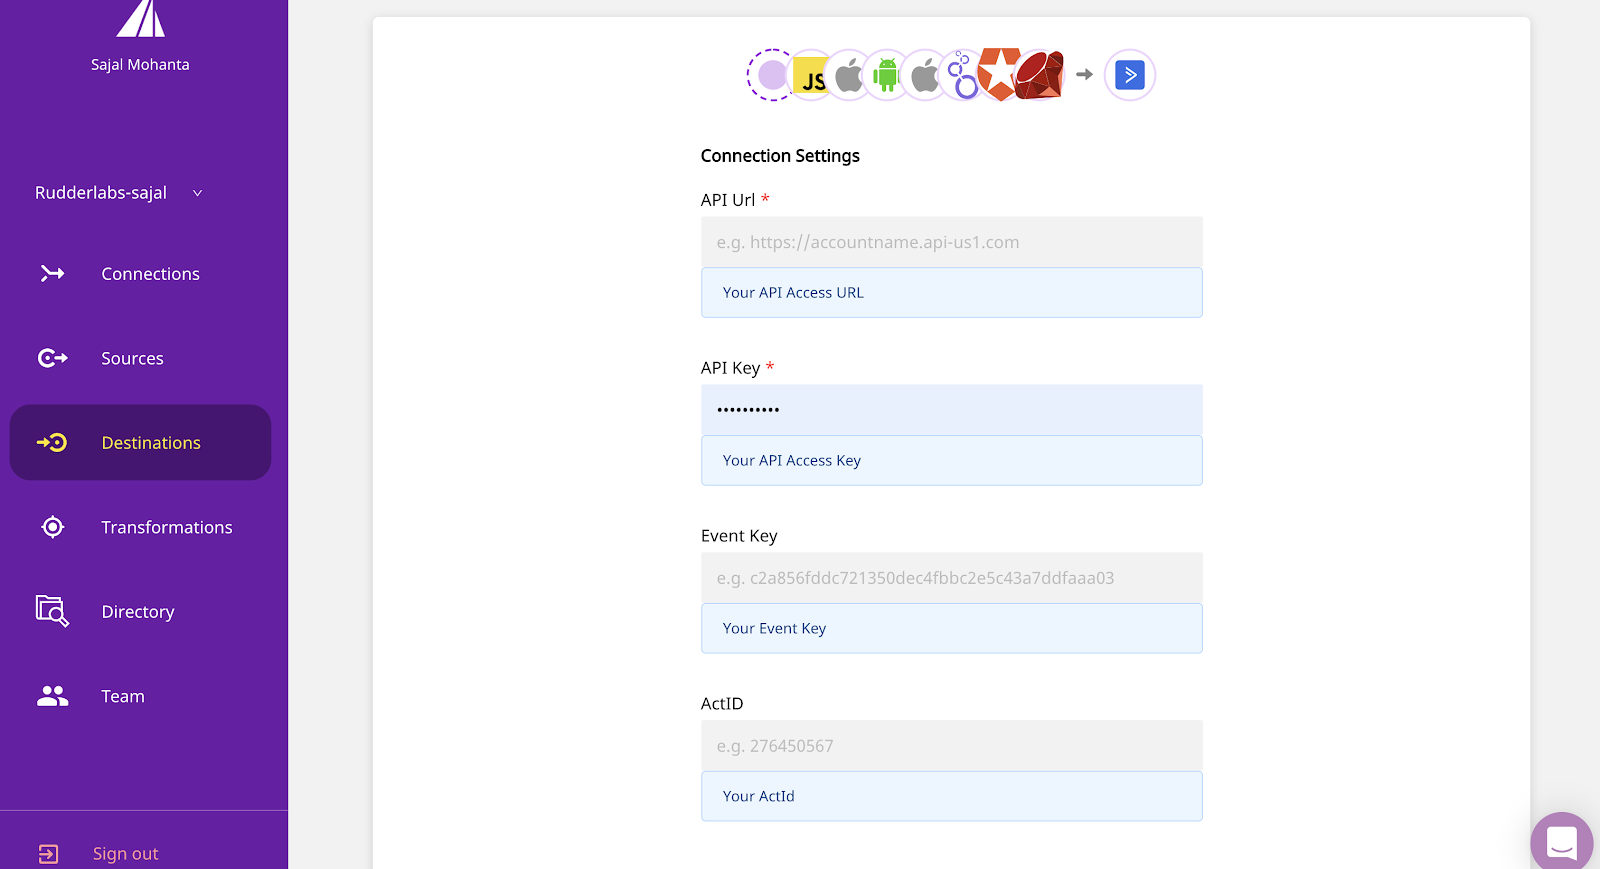 Sajal Mohanta
Rudderlabs-sajal
Connections
Sources
Destinations
Transformations
Directory
Team
Sign out
JS
Connection Settings
API Url *
e.g. https://accountname.api-us1.com
Your API Access URL
API Key *
••••••••••
Your API Access Key
Event Key
e.g. c2a856fddc721350dec4fbbc2e5c43a7ddfaaa03
Your Event Key
ActID
e.g. 276450567
Your ActId